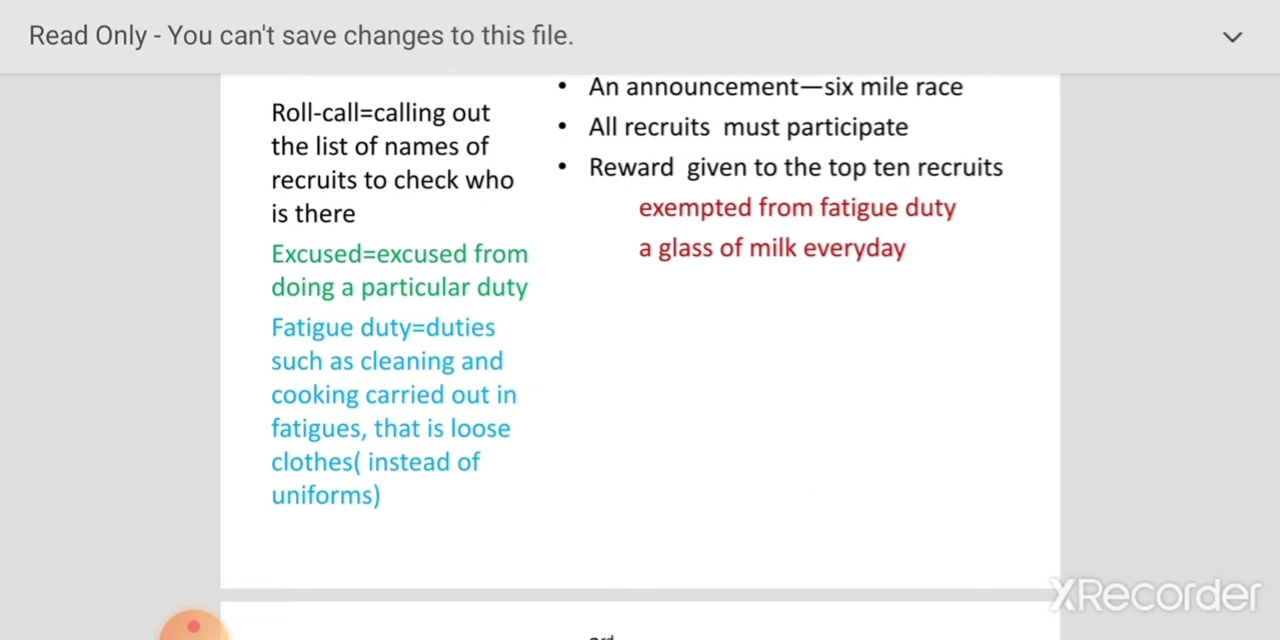 Read Only - You can't save changes to this file.
Roll-call=calling out
the list of names of
recruits to check who
is there
Excused=excused from
doing a particular duty
Fatigue duty=duties
such as cleaning and
cooking carried out in
fatigues, that is loose
clothes( instead of
uniforms)
• An announcement—six mile race
• All recruits must participate
• Reward given to the top ten recruits
exempted from fatigue duty
a glass of milk everyday
XRecorder